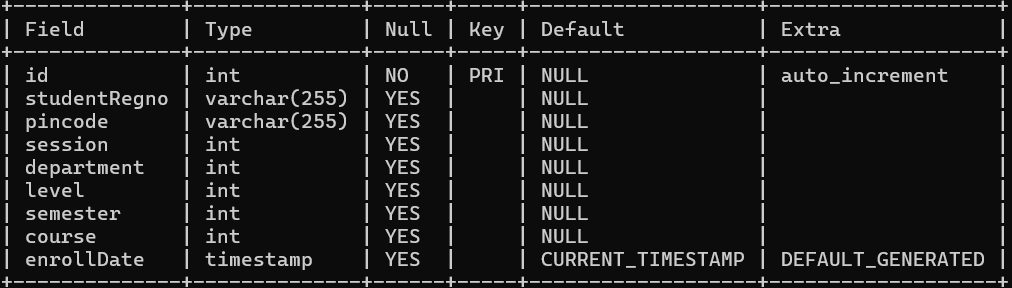 +--------------+--------------+------+-----+-------------------+-------------------+
| Field        | Type         | Null | Key | Default           | Extra             |
+--------------+--------------+------+-----+-------------------+-------------------+
| id           | int          | NO   | PRI | NULL              | auto_increment    |
| studentRegno | varchar(255) | YES  |     | NULL              |                   |
| pincode      | varchar(255) | YES  |     | NULL              |                   |
| session      | int          | YES  |     | NULL              |                   |
| department   | int          | YES  |     | NULL              |                   |
| level        | int          | YES  |     | NULL              |                   |
| semester     | int          | YES  |     | NULL              |                   |
| course       | int          | YES  |     | NULL              |                   |
| enrollDate   | timestamp    | YES  |     | CURRENT_TIMESTAMP | DEFAULT_GENERATED |
+--------------+--------------+------+-----+-------------------+-------------------+